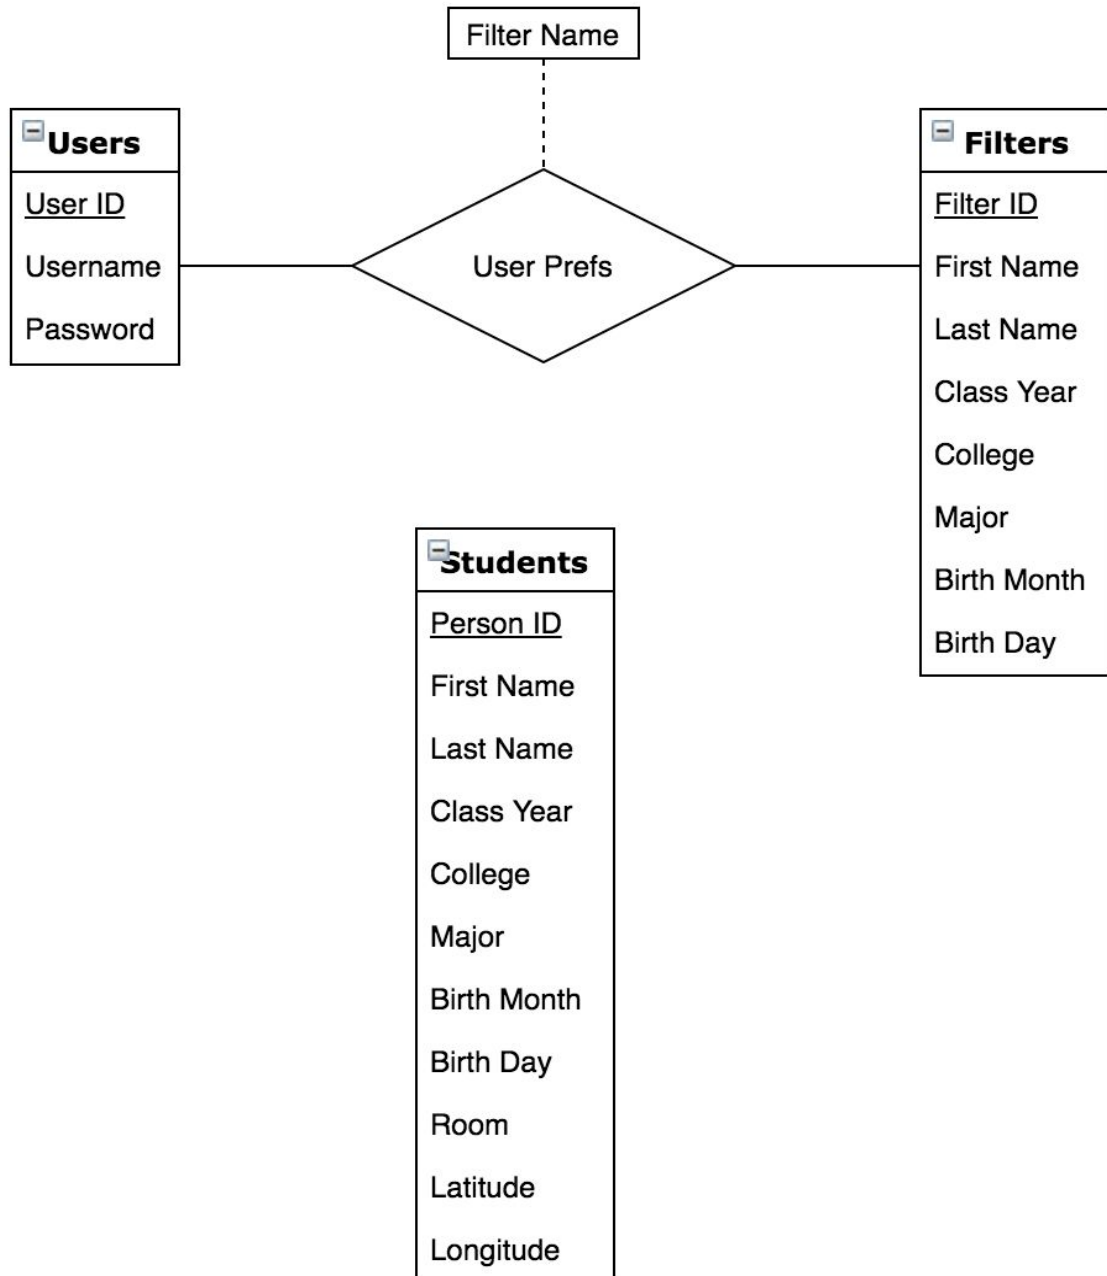 Filter Name
Users
User ID
Username
Password
User Prefs
Filters
Filter ID
First Name
Last Name
Class Year
College
Major
Birth Month
Birth Day
Students
Person ID
First Name
Last Name
Class Year
College
Major
Birth Month
Birth Day
Room
Latitude
Longitude